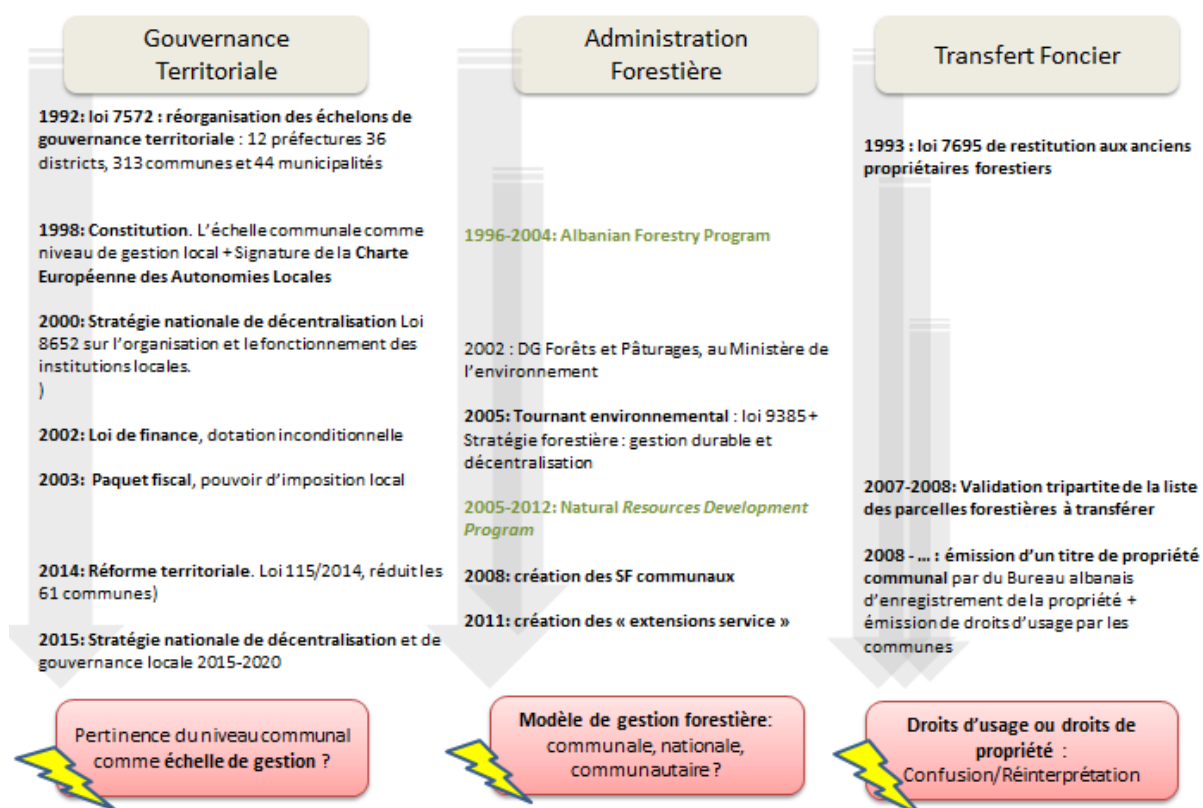 Gouvernance
Territoriale
1992: loi 7572 : réorganisation des échelons de
gouvernance territoriale : 12 préfectures 36
districts, 313 communes et 44 municipalités
1998: Constitution. L'échelle communale comme
niveau de gestion local + Signature de la Charte
Européenne des Autonomies Locales
2000: Stratégie nationale de décentralisation Loi
8652 sur l'organisation et le fonctionnement des
institutions locales.
)
2002: Loi de finance, dotation inconditionnelle
2003: Paquet fiscal, pouvoir d'imposition local
2014: Réforme territoriale. Loi 115/2014, réduit les
61 communes)
2015: Stratégie nationale de décentralisation et de
gouvernance locale 2015-2020
Pertinence du niveau communal
comme échelle de gestion ?
Administration
Forestière
1996-2004: Albanian Forestry Program
2002 : DG Forêts et Pâturages, au Ministère de
l'environnement
2005: Tournant environnemental : loi 9385 +
Stratégie forestière : gestion durable et
décentralisation
2005-2012: Natural Resources Development
Program
2008: création des SF communaux
2011: création des « extensions service »
Modèle de gestion forestière:
communale, nationale,
communautaire ?
Transfert Foncier
1993 : loi 7695 de restitution aux anciens
propriétaires forestiers
2007-2008: Validation tripartite de la liste
des parcelles forestières à transférer
2008 - ... : émission d'un titre de propriété
communal par du Bureau albanais
d'enregistrement de la propriété +
émission de droits d'usage par les
communes
Droits d'usage ou droits de
propriété :
Confusion/Réinterprétation